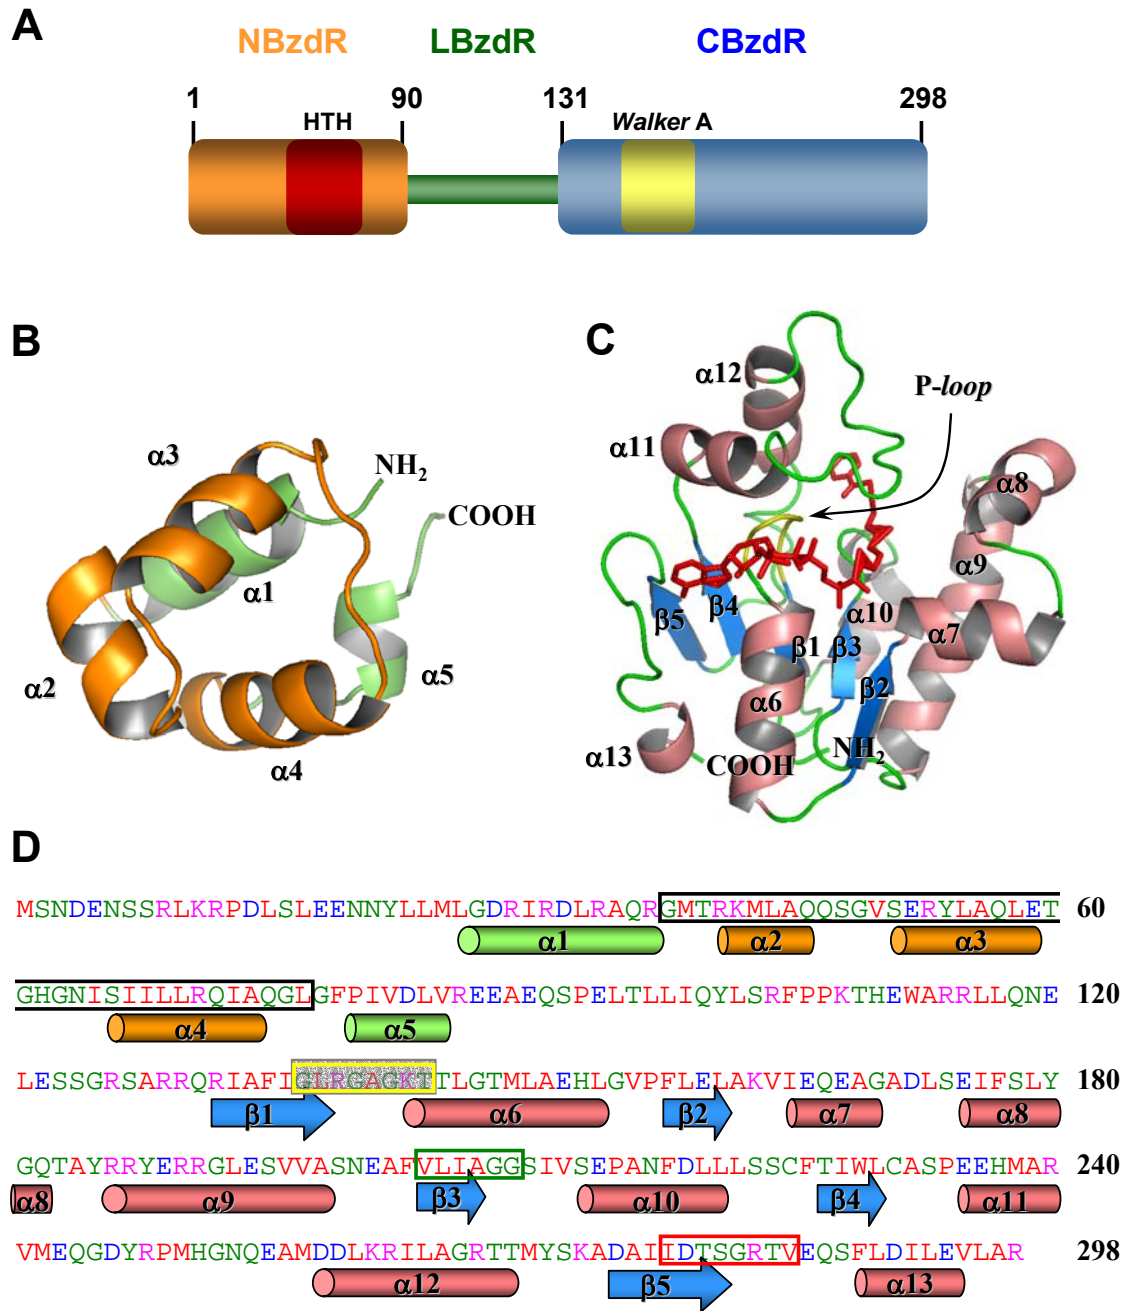 A
NBzdR LBzdR CBzdR
1 90 131 298
HTH Walker A
B
α3
NH2
COOH
α1
α2
α5
α4
C
α12
P-loop
α11
α8
α9
β5
β4
α10
α7
β1
β3
β2
α6
α13
COOH
NH2
D
MSNDENSSRLKRPDLSLEENNYLLMLGDRIRDLRAQRGMTRKMLAQQSGVSERYLAQLET 60
α1 α2 α3
GHGNISIILLRQIAQGLGFPIVDLVREEAEQSPELTLLIQYLSRFPPKTHEWARRLLQNE 120
α4 α5
LESSGRSARRQRIAFIGLRGAGKTTLGTMLAEHLGVPFLELAKVIEQEAGADLSEIFSLY 180
β1 α6 β2 α7 α8
GQTAYRRYERRGLESVVASNEAFVLIAGGSIVSEPANFDLLLSSCFTIWLCASPEEHMAR 240
α8 α9 β3 α10 β4 α11
VMEQGDYRPMHGNQEAMDDLKRILAGRTTMYSKADAIIDTSGRTVEQSFLDILEVLAR 298
α12 β5 α13